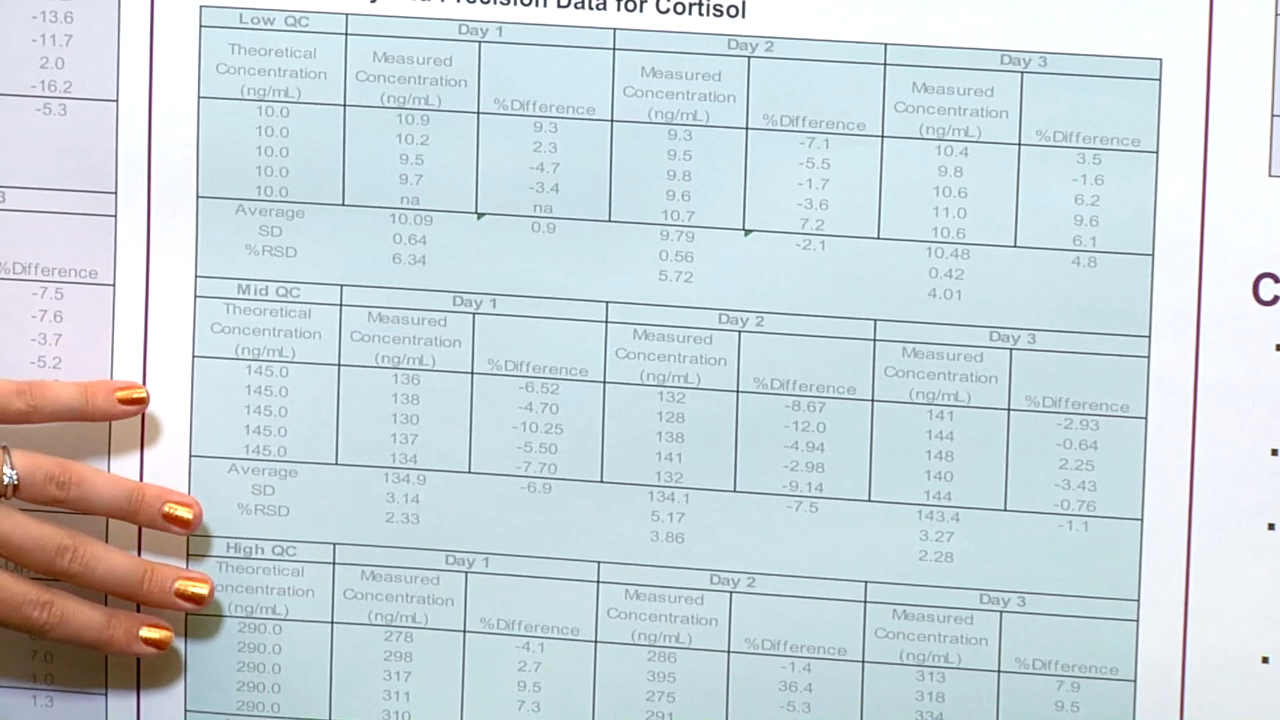 Precision Data for Cortisol
-13.6
-11.7
2.0
-16.2
-5.3
3
%Difference
-7.5
-7.6
-3.7
-5.2
7.0
1.0
1.3
Low QC Day 1 Day 2 Day 3
Theoretical Concentration (ng/mL) Measured Concentration (ng/mL) %Difference Measured Concentration (ng/mL) %Difference Measured Concentration (ng/mL) %Difference
10.0 10.9 9.3 9.3 -7.1 10.4 3.5
10.0 10.2 2.3 9.5 -5.5 9.8 -1.6
10.0 9.5 -4.7 9.8 -1.7 10.6 6.2
10.0 9.7 -3.4 9.6 -3.6 11.0 9.6
10.0 na na 10.7 7.2 10.6 6.1
Average 10.09 0.9 9.79 -2.1 10.48 4.8
SD 0.64 0.56 0.42
%RSD 6.34 5.72 4.01
Mid QC Day 1 Day 2 Day 3
Theoretical Concentration (ng/mL) Measured Concentration (ng/mL) %Difference Measured Concentration (ng/mL) %Difference Measured Concentration (ng/mL) %Difference
145.0 136 -6.52 132 -8.67 141 -2.93
145.0 138 -4.70 128 -12.0 144 -0.64
145.0 130 -10.25 138 -4.94 148 2.25
145.0 137 -5.50 141 -2.98 140 -3.43
145.0 134 -7.70 132 -9.14 144 -0.76
Average 134.9 -6.9 134.1 -7.5 143.4 -1.1
SD 3.14 5.17 3.27
%RSD 2.33 3.86 2.28
High QC Day 1 Day 2 Day 3
Theoretical oncentration (ng/mL) Measured Concentration (ng/mL) %Difference Measured Concentration (ng/mL) %Difference Measured Concentration (ng/mL) %Difference
290.0 278 -4.1 286 -1.4 313 7.9
290.0 298 2.7 395 36.4 318 9.5
290.0 317 9.5 275 -5.3 334
290.0 311 7.3 291
290.0 310
C